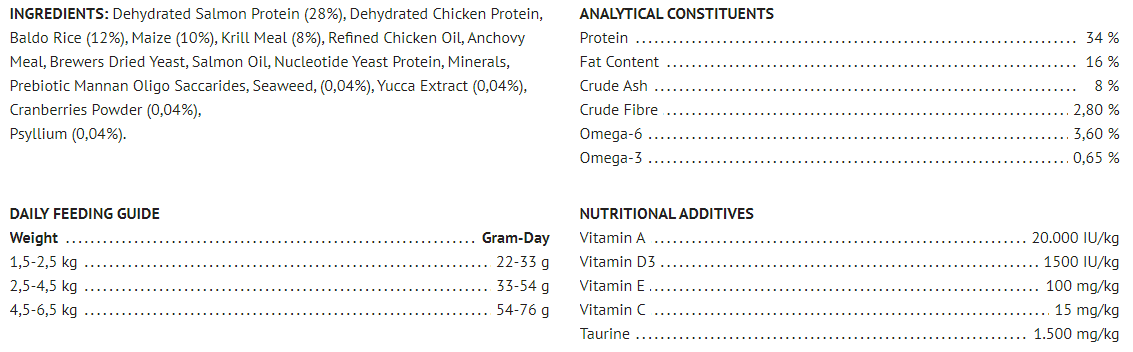 INGREDIENTS: Dehydrated Salmon Protein (28%), Dehydrated Chicken Protein,
Baldo Rice (12%), Maize (10%), Krill Meal (8%), Refined Chicken Oil, Anchovy
Meal, Brewers Dried Yeast, Salmon Oil, Nucleotide Yeast Protein, Minerals,
Prebiotic Mannan Oligo Saccarides, Seaweed, (0,04%), Yucca Extract (0,04%),
Cranberries Powder (0,04%),
Psyllium (0,04%).
ANALYTICAL CONSTITUENTS
Protein ........ 34 %
Fat Content ........ 16 %
Crude Ash ........ 8 %
Crude Fibre ........ 2,80 %
Omega-6 ........ 3,60 %
Omega-3 ........ 0,65 %
DAILY FEEDING GUIDE
Weight ........ Gram-Day
1,5-2,5 kg ........ 22-33 g
2,5-4,5 kg ........ 33-54 g
4,5-6,5 kg ........ 54-76 g
NUTRITIONAL ADDITIVES
Vitamin A ........ 20.000 IU/kg
Vitamin D3 ........ 1500 IU/kg
Vitamin E ........ 100 mg/kg
Vitamin C ........ 15 mg/kg
Taurine ........ 1.500 mg/kg